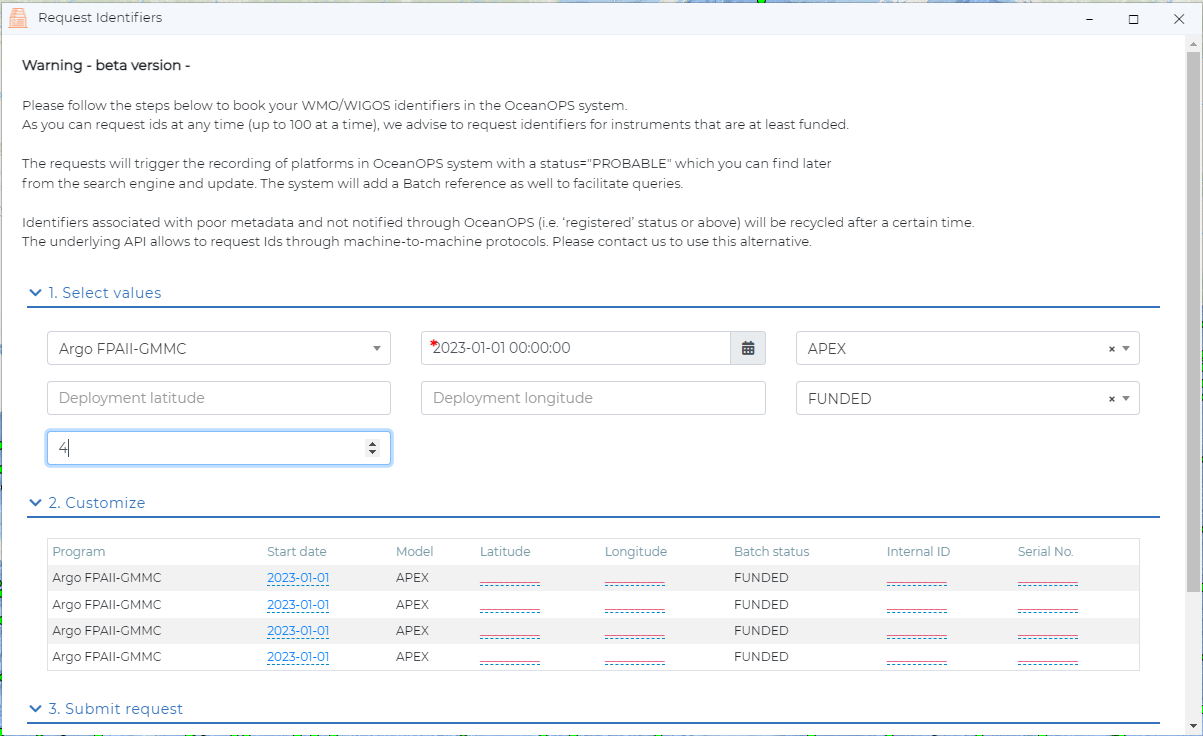 Request Identifiers
Warning - beta version -
Please follow the steps below to book your WMO/WIGOS identifiers in the OceanOPS system.
As you can request ids at any time (up to 100 at a time), we advise to request identifiers for instruments that are at least funded.
The requests will trigger the recording of platforms in OceanOPS system with a status="PROBABLE" which you can find later
from the search engine and update. The system will add a Batch reference as well to facilitate queries.
Identifiers associated with poor metadata and not notified through OceanOPS (i.e. ‘registered’ status or above) will be recycled after a certain time.
The underlying API allows to request Ids through machine-to-machine protocols. Please contact us to use this alternative.
1. Select values
Argo FPAII-GMMC *2023-01-01 00:00:00 APEX ×
Deployment latitude Deployment longitude FUNDED ×
4
2. Customize
Program Start date Model Latitude Longitude Batch status Internal ID Serial No.
Argo FPAII-GMMC 2023-01-01 APEX FUNDED
Argo FPAII-GMMC 2023-01-01 APEX FUNDED
Argo FPAII-GMMC 2023-01-01 APEX FUNDED
Argo FPAII-GMMC 2023-01-01 APEX FUNDED
3. Submit request